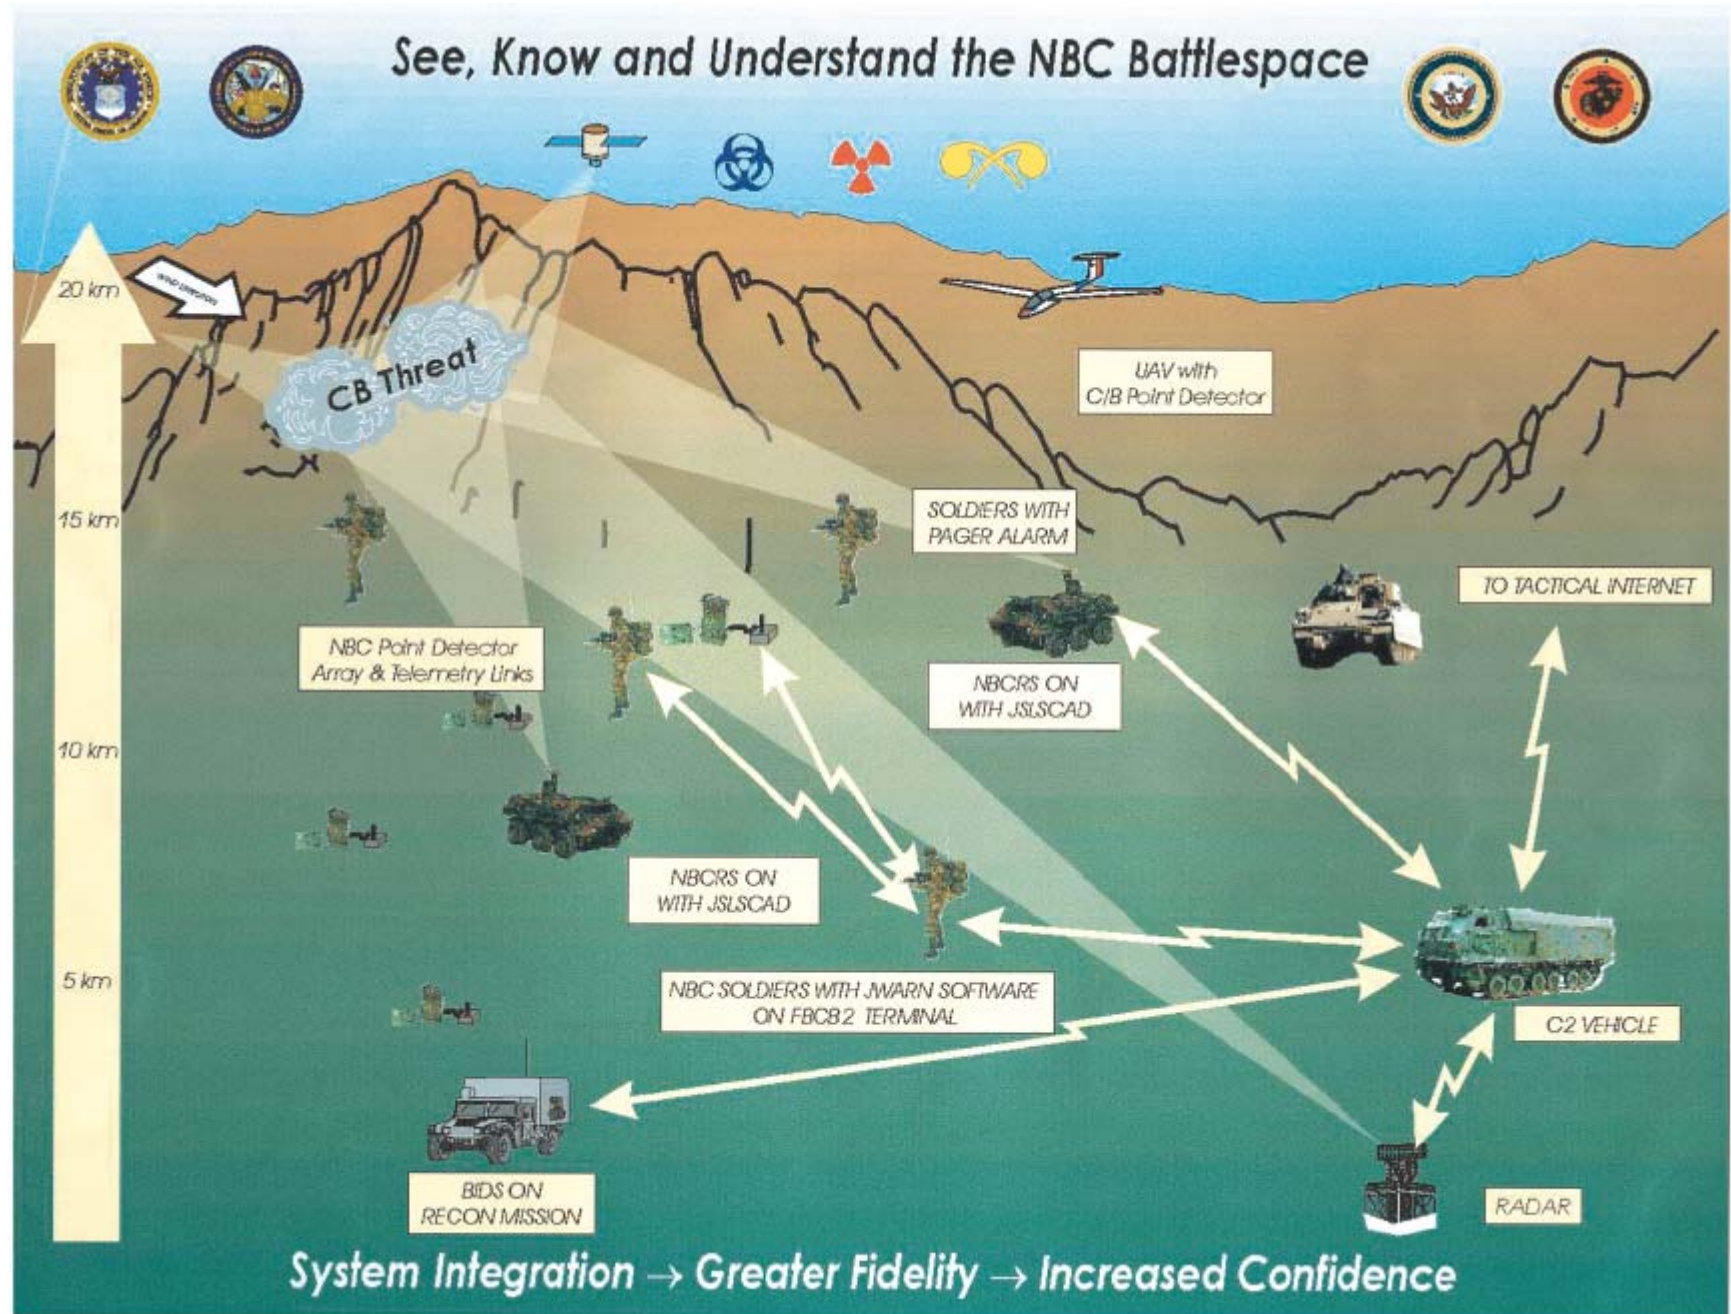 See, Know and Understand the NBC Battlespace
20 km
WIND DIRECTION
CB Threat
UAV with
C/B Point Detector
15 km
SOLDIERS WITH
PAGER ALARM
TO TACTICAL INTERNET
NBC Point Detector
Array & Telemetry Links
NBCRS ON
WITH JSLSCAD
10 km
NBCRS ON
WITH JSLSCAD
5 km
NBC SOLDIERS WITH JWARN SOFTWARE
ON FBCB2 TERMINAL
C2 VEHICLE
BIDS ON
RECON MISSION
RADAR
System Integration → Greater Fidelity → Increased Confidence